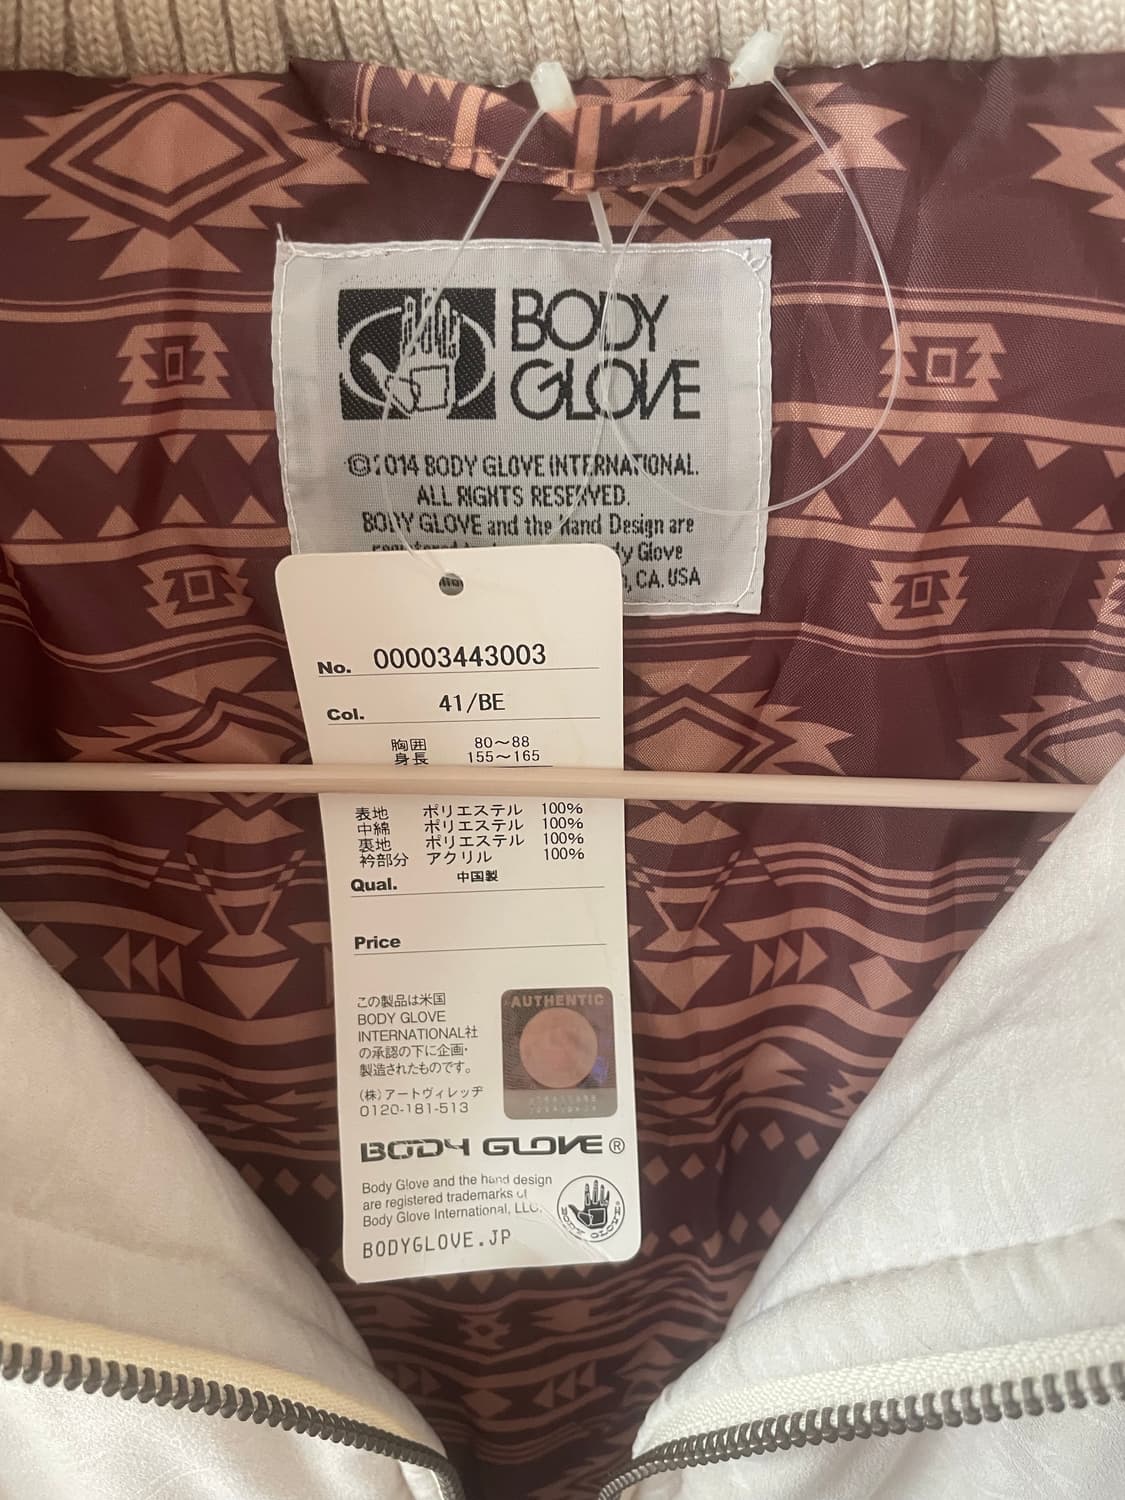 BODY
GLOVE
©2014 BODY GLOVE INTERNATIONAL.
ALL RIGHTS RESERVED.
BODY GLOVE and the Hand Design are
dy Glove
, CA. USA
No. 00003443003
Col. 41/BE
胸囲 80〜88
身長 155〜165
表地 ポリエステル 100%
中綿 ポリエステル 100%
裏地 ポリエステル 100%
衿部分 アクリル 100%
Qual. 中国製
Price
この製品は米国
BODY GLOVE
INTERNATIONAL社
の承認の下に企画・
製造されたものです。
(株)アートヴィレッヂ
0120-181-513
AUTHENTIC
BODY GLOVE®
Body Glove and the hand design
are registered trademarks of
Body Glove International, LLC.
BODYGLOVE.JP
BODY GLOVE